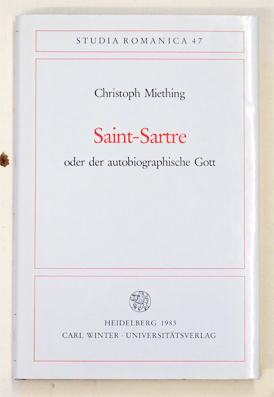 STUDIA ROMANICA 47
Christoph Miething
Saint-Sartre
oder der autobiographische Gott
HEIDELBERG 1983
CARL WINTER · UNIVERSITÄTSVERLAG